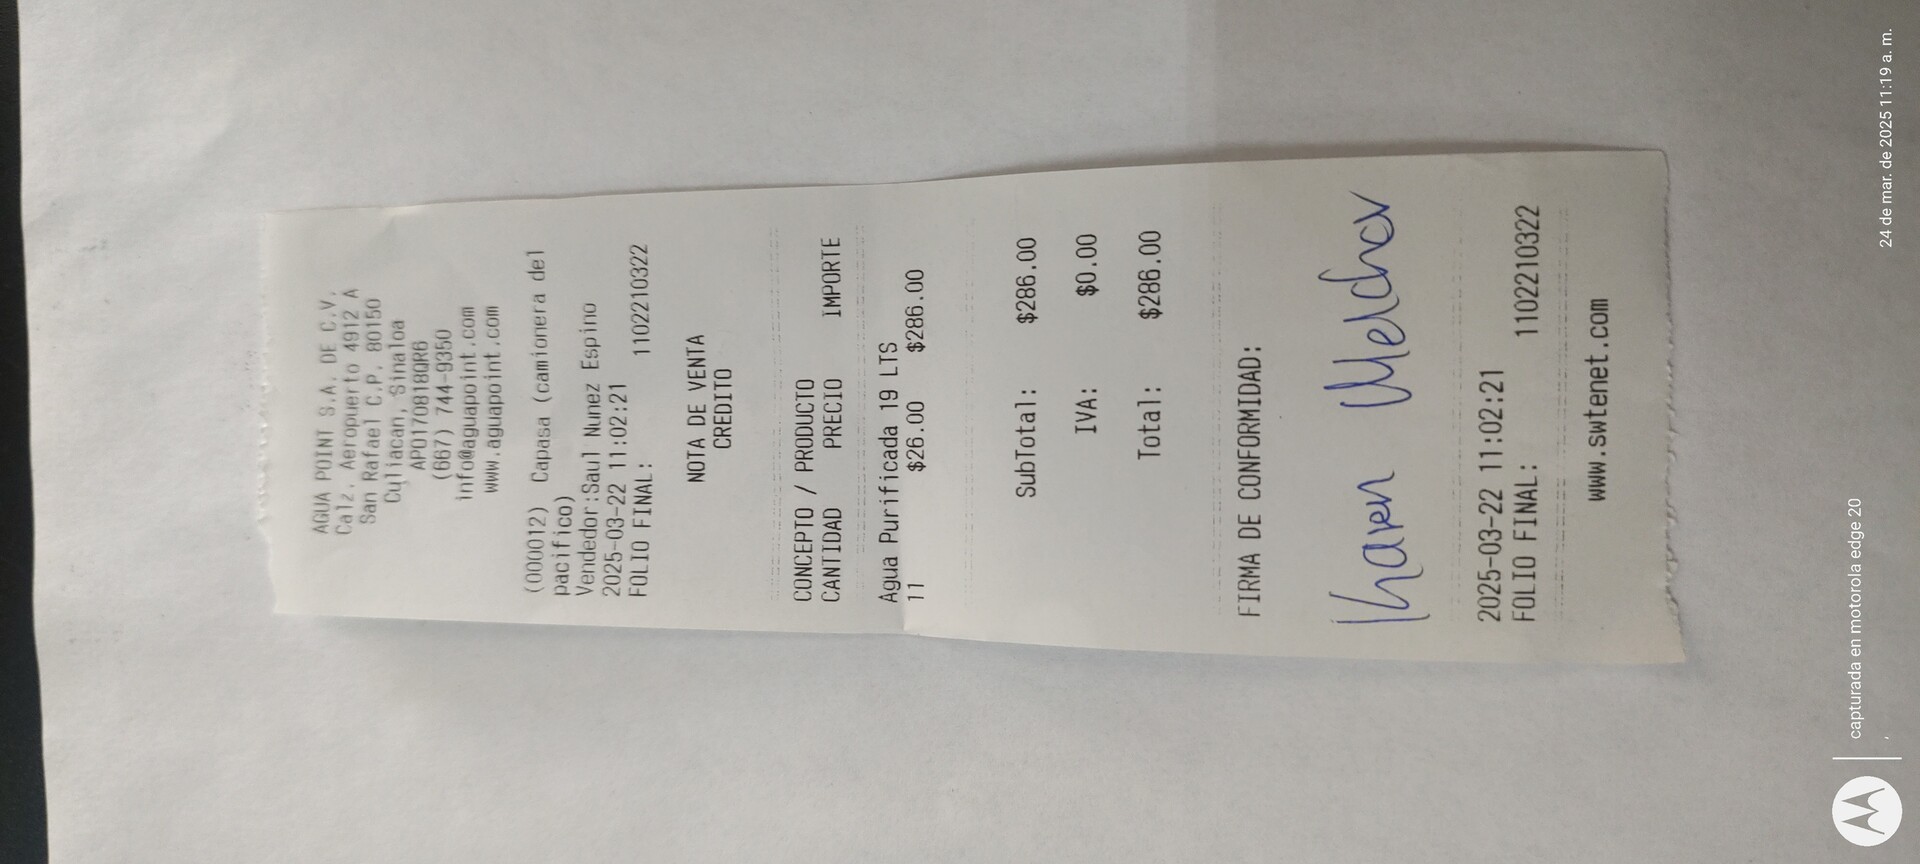 AGUA POINT S.A. DE C.V.
Calz. Aeropuerto 4912 A
San Rafael C.P. 80150
Culiacan, Sinaloa
APO170818QR6
(667) 744-9350
info@aguapoint.com
www.aguapoint.com
(000012) Capasa (camionera del
pacifico)
Vendedor:Saul Nunez Espino
2025-03-22 11:02:21
FOLIO FINAL: 1102210322
NOTA DE VENTA
CREDITO
CONCEPTO / PRODUCTO
CANTIDAD PRECIO IMPORTE
Agua Purificada 19 LTS
11 $26.00 $286.00
SubTotal: $286.00
IVA: $0.00
Total: $286.00
FIRMA DE CONFORMIDAD:
Karen Melchor
2025-03-22 11:02:21
FOLIO FINAL: 1102210322
www.swtenet.com
capturada en motorola edge 20
24 de mar. de 2025 11:19 a. m.